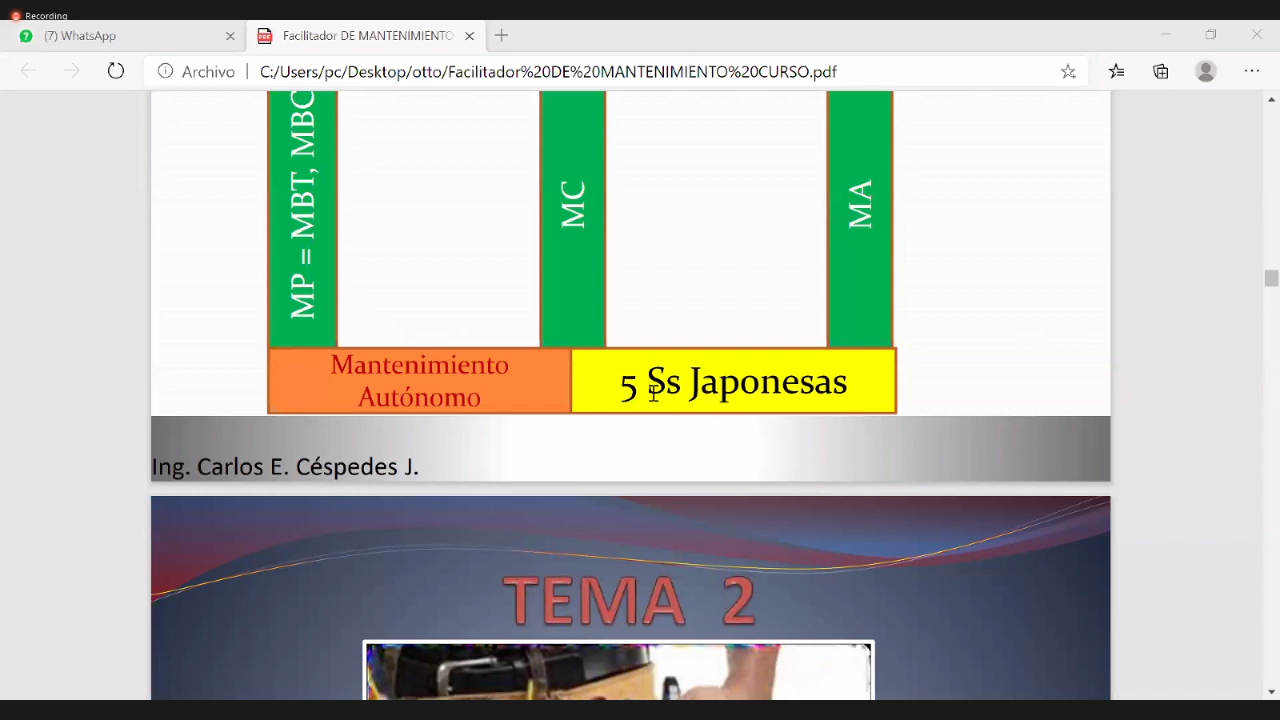 Recording
(7) WhatsApp
Facilitador DE MANTENIMIENTO
Archivo
C:/Users/pc/Desktop/otto/Facilitador%20DE%20MANTENIMIENTO%20CURSO.pdf
MP = MBT, MBC
MC
MA
Mantenimiento
Autónomo
5 Ss Japonesas
Ing. Carlos E. Céspedes J.
TEMA 2